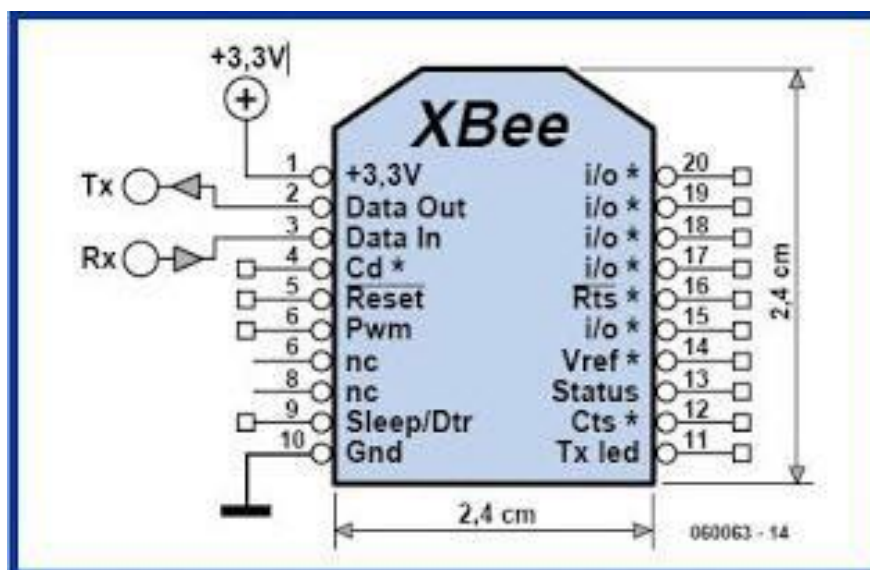 +3,3V
XBee
1 +3,3V
Tx 2 Data Out
3 Data In
Rx 4 Cd *
5 Reset
6 Pwm
6 nc
8 nc
9 Sleep/Dtr
10 Gnd
i/o * 20
i/o * 19
i/o * 18
i/o * 17
Rts * 16
i/o * 15
Vref * 14
Status 13
Cts * 12
Tx led 11
2,4 cm
2,4 cm
060063 - 14